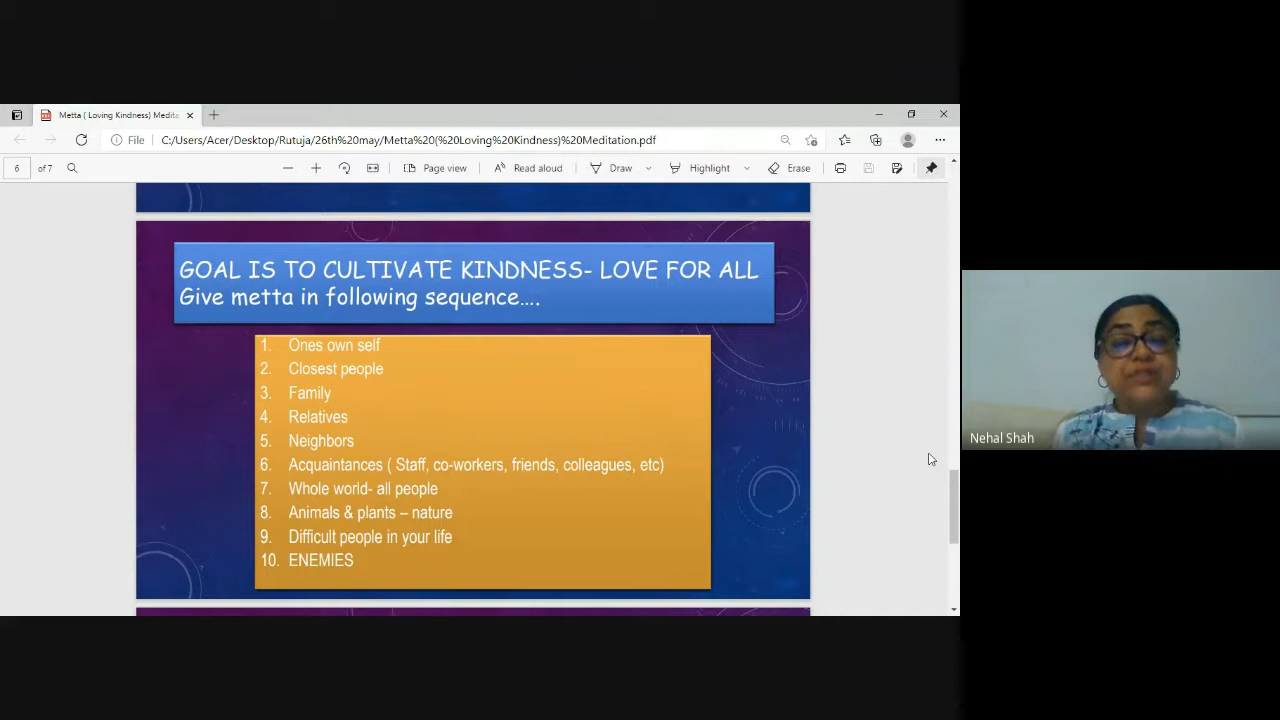 Metta ( Loving Kindness) Medita
File
C:/Users/Acer/Desktop/Rutuja/26th%20may/Metta%20(%20Loving%20Kindness)%20Meditation.pdf
6 of 7
Page view
Read aloud
Draw
Highlight
Erase
GOAL IS TO CULTIVATE KINDNESS- LOVE FOR ALL
Give metta in following sequence....
1. Ones own self
2. Closest people
3. Family
4. Relatives
5. Neighbors
6. Acquaintances ( Staff, co-workers, friends, colleagues, etc)
7. Whole world- all people
8. Animals & plants – nature
9. Difficult people in your life
10. ENEMIES
Nehal Shah